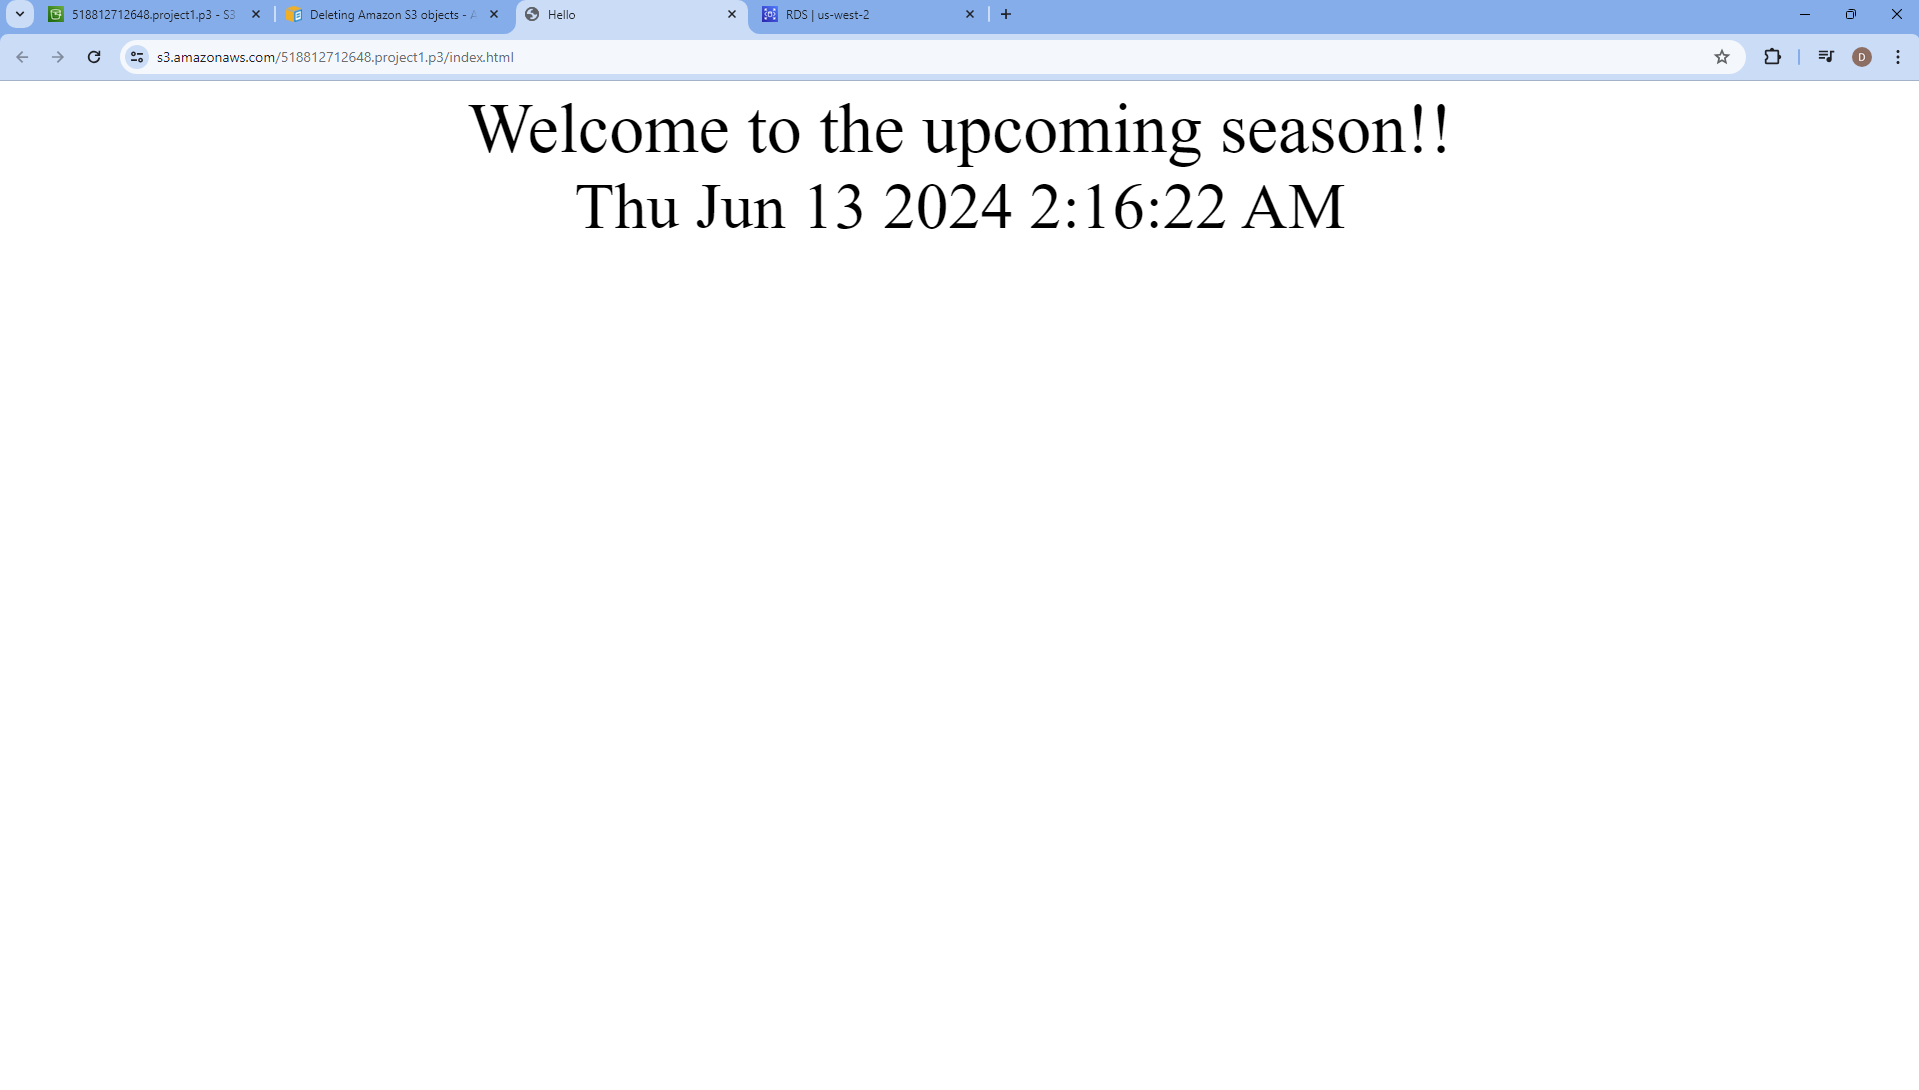 518812712648.project1.p3 - S3
Deleting Amazon S3 objects -
Hello
RDS | us-west-2
s3.amazonaws.com/518812712648.project1.p3/index.html
D
Welcome to the upcoming season!!
Thu Jun 13 2024 2:16:22 AM